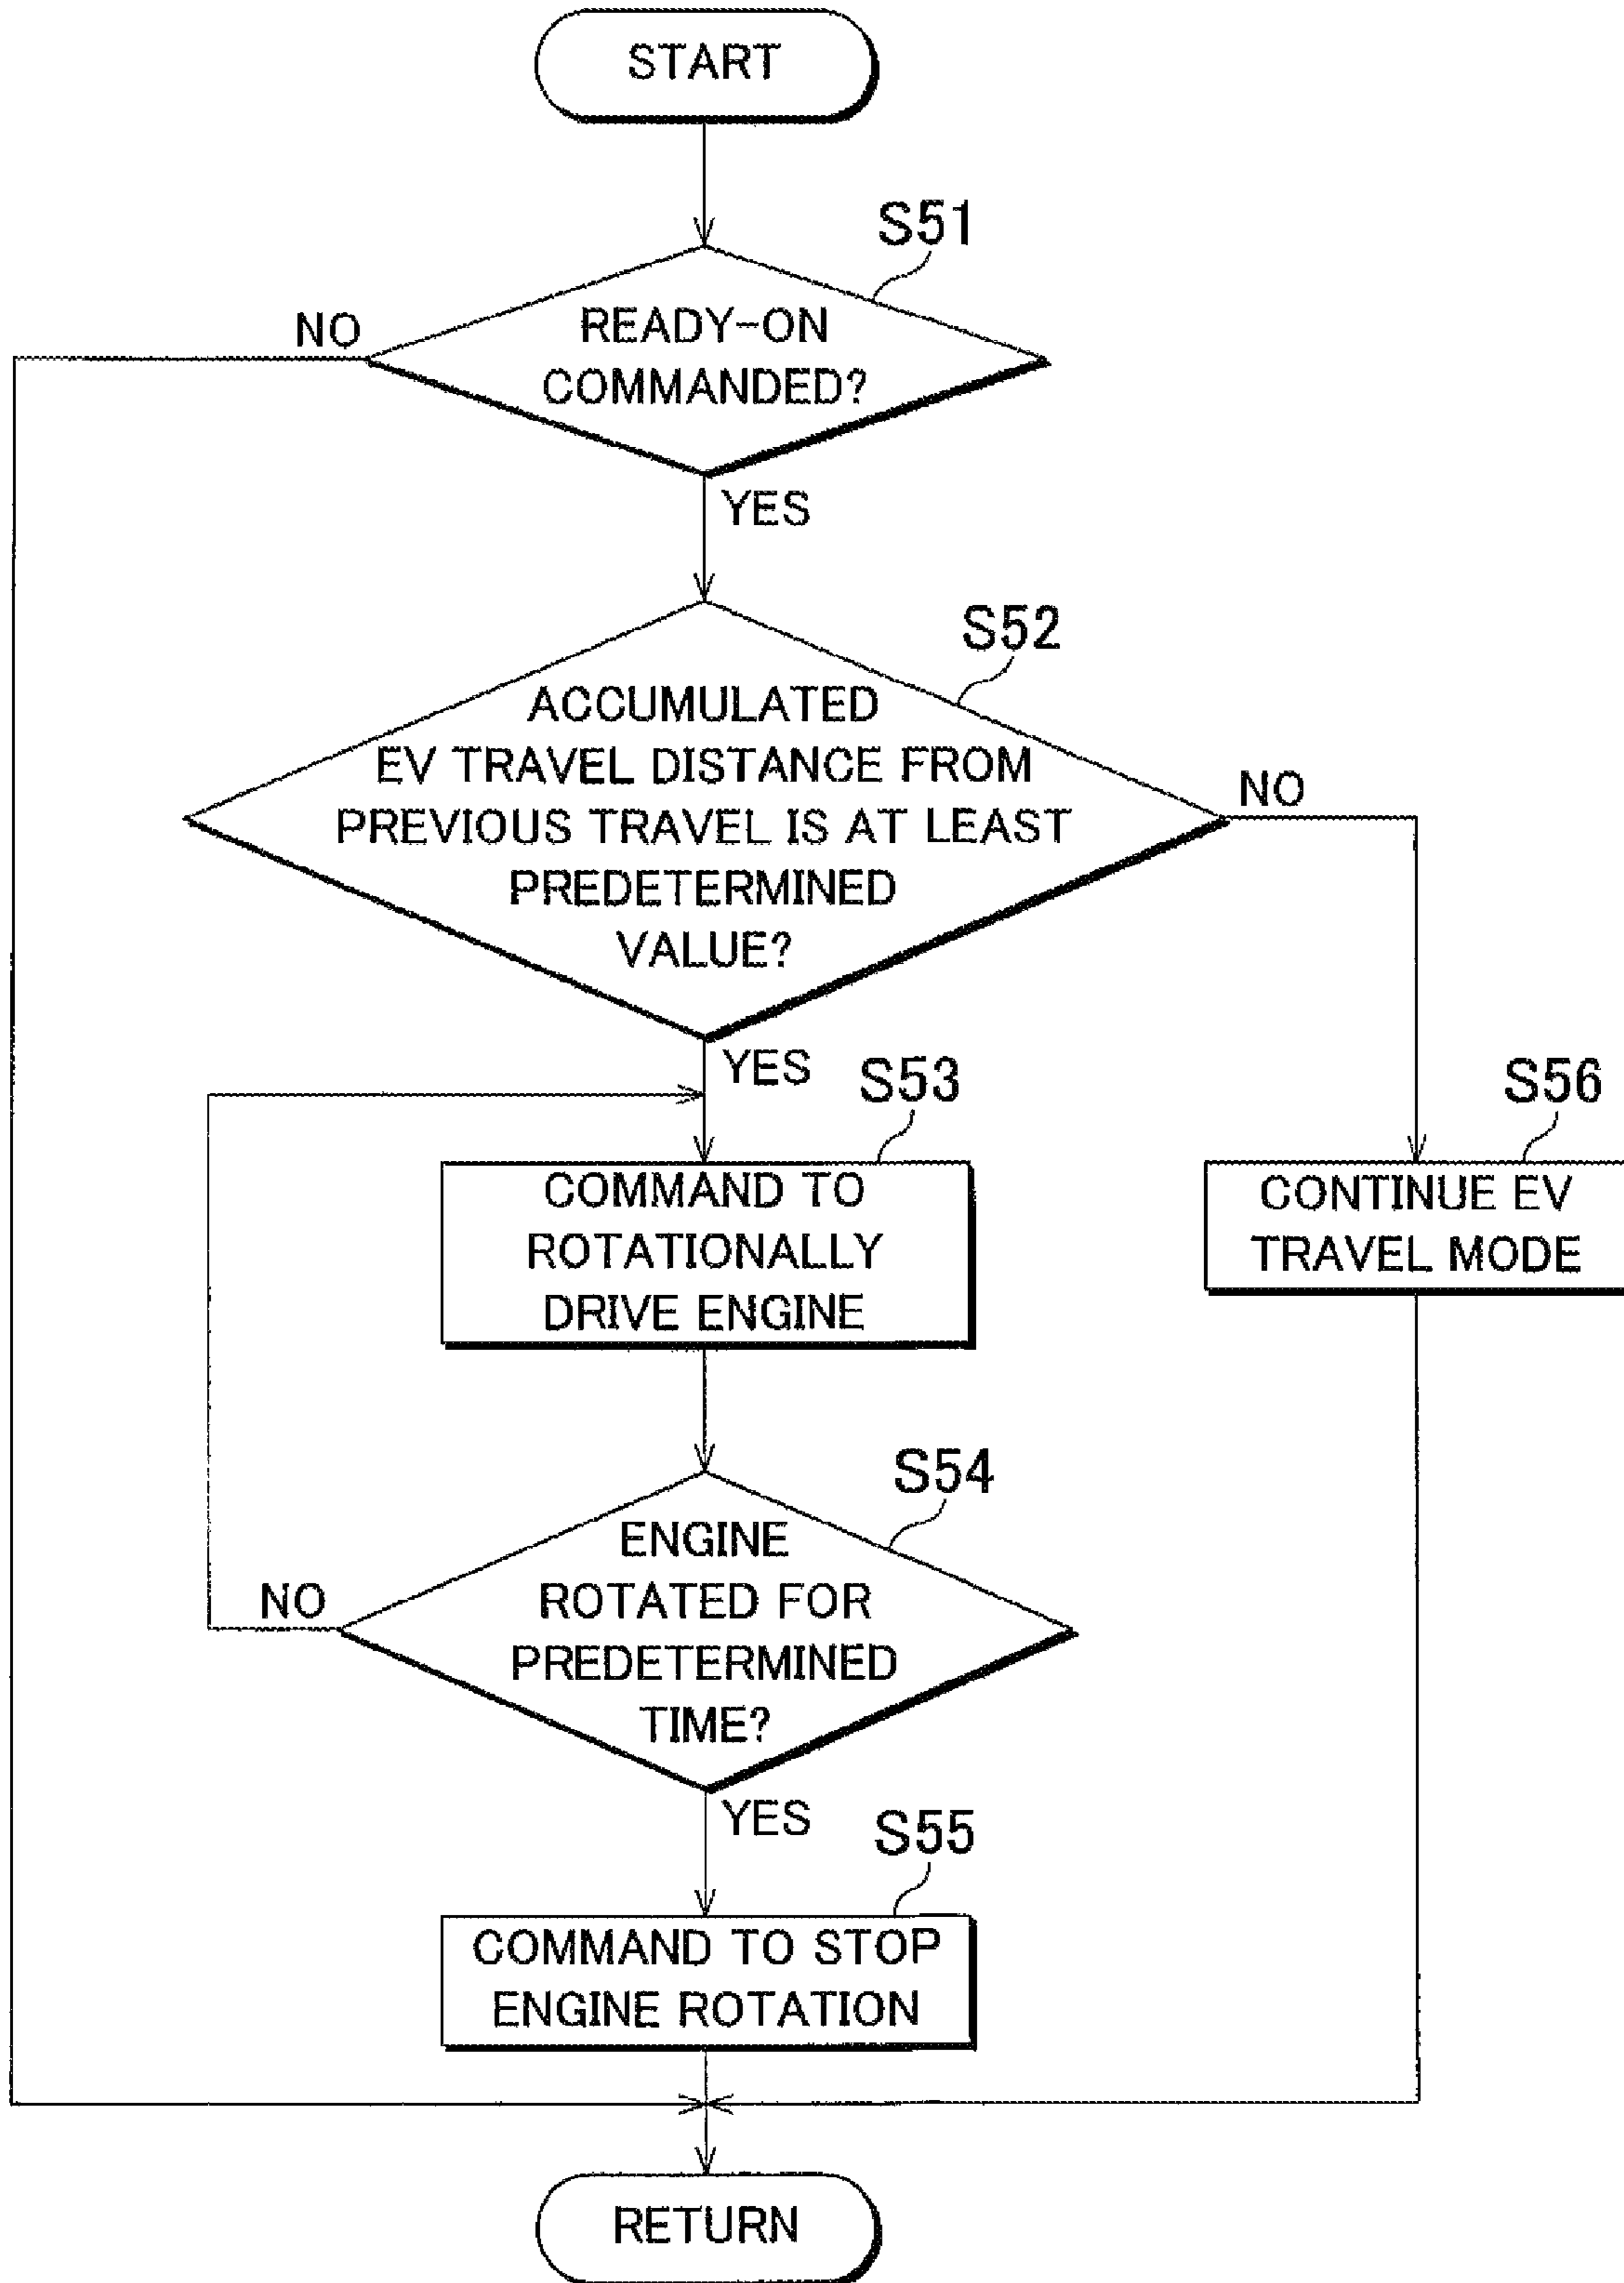 START
S51
NO
READY-ON
COMMANDED?
YES
S52
ACCUMULATED
EV TRAVEL DISTANCE FROM
PREVIOUS TRAVEL IS AT LEAST
PREDETERMINED
VALUE?
NO
YES
S53
COMMAND TO
ROTATIONALLY
DRIVE ENGINE
S56
CONTINUE EV
TRAVEL MODE
S54
ENGINE
ROTATED FOR
PREDETERMINED
TIME?
NO
YES
S55
COMMAND TO STOP
ENGINE ROTATION
RETURN